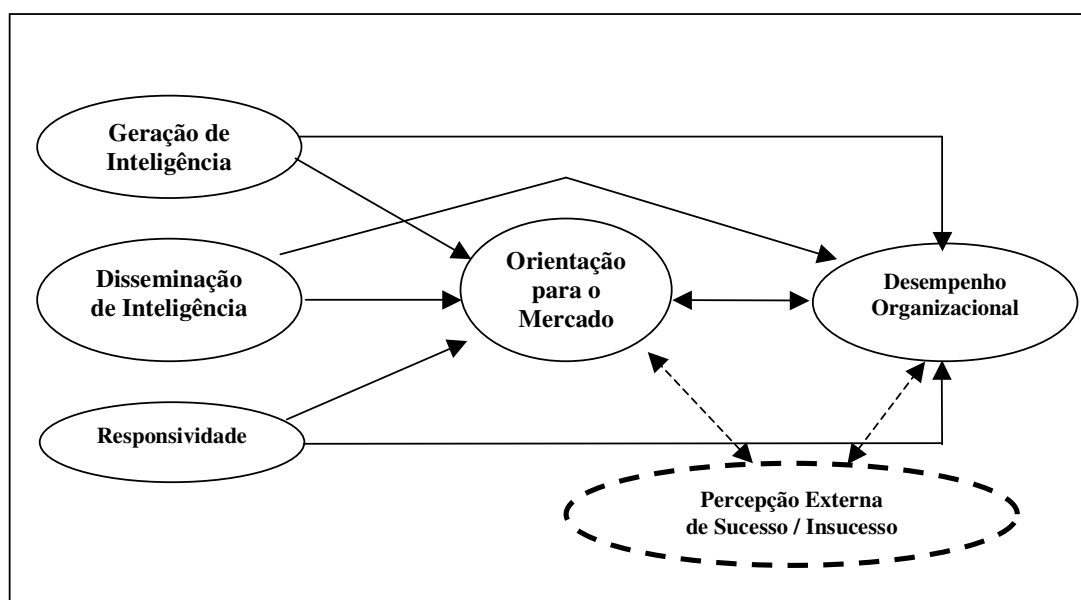 Geração de
Inteligência
Disseminação
de Inteligência
Responsividade
Orientação
para o
Mercado
Desempenho
Organizacional
Percepção Externa
de Sucesso / Insucesso